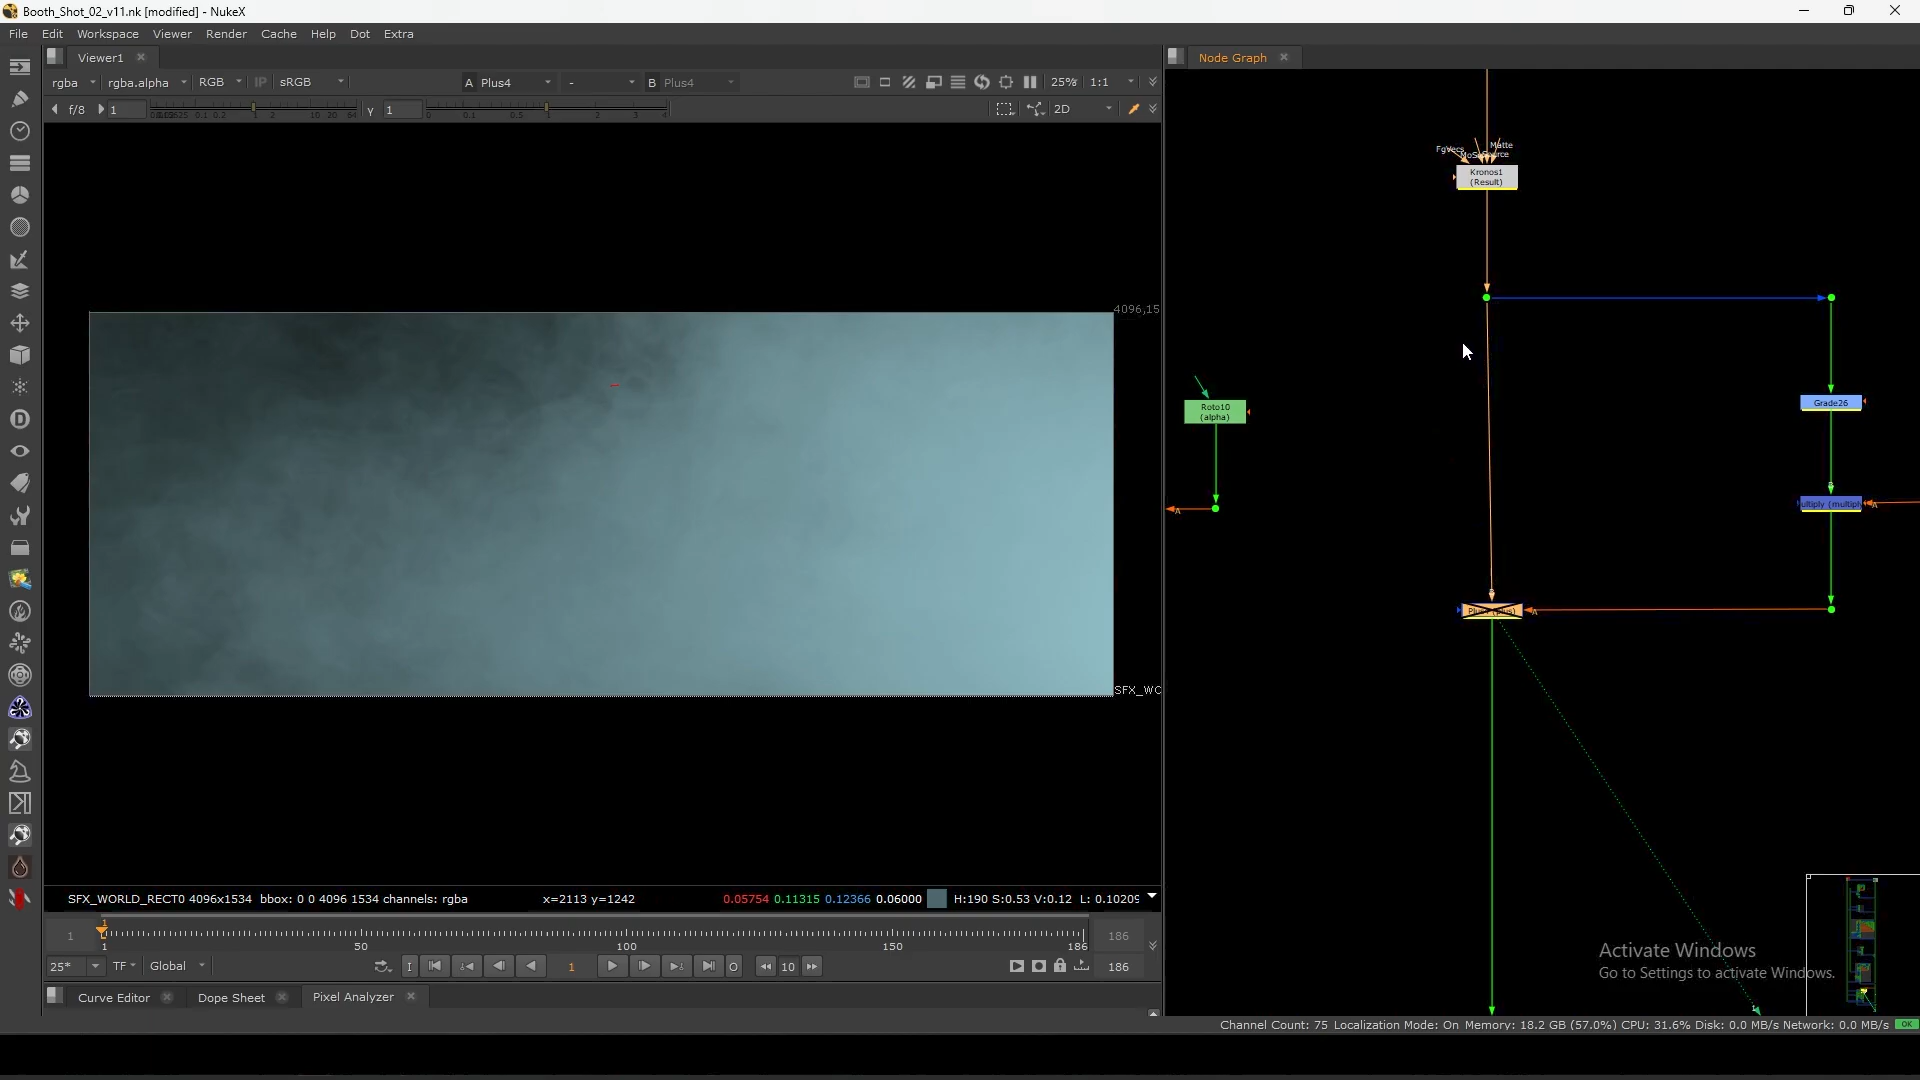 Booth_Shot_02_v11.nk [modified] - NukeX
File Edit Workspace Viewer Render Cache Help Dot Extra
Viewer1
Node Graph
rgba rgba.alpha RGB IP sRGB A Plus4 - B Plus4 25% 1:1
f/8 1 γ 1 2D
FgVecs
Matte
Kronos1
(Result)
4096,15
Roto10
(alpha)
A
Grade26
B
A
A
SFX_WO
SFX_WORLD_RECT0 4096x1534 bbox: 0 0 4096 1534 channels: rgba x=2113 y=1242 0.05754 0.11315 0.12366 0.06000 H:190 S:0.53 V:0.12 L: 0.10209
1 1 186
1 50 100 150 186
25* TF Global I 1 O 10 186
Curve Editor Dope Sheet Pixel Analyzer
Activate Windows
Go to Settings to activate Windows.
Channel Count: 75 Localization Mode: On Memory: 18.2 GB (57.0%) CPU: 31.6% Disk: 0.0 MB/s Network: 0.0 MB/s OK